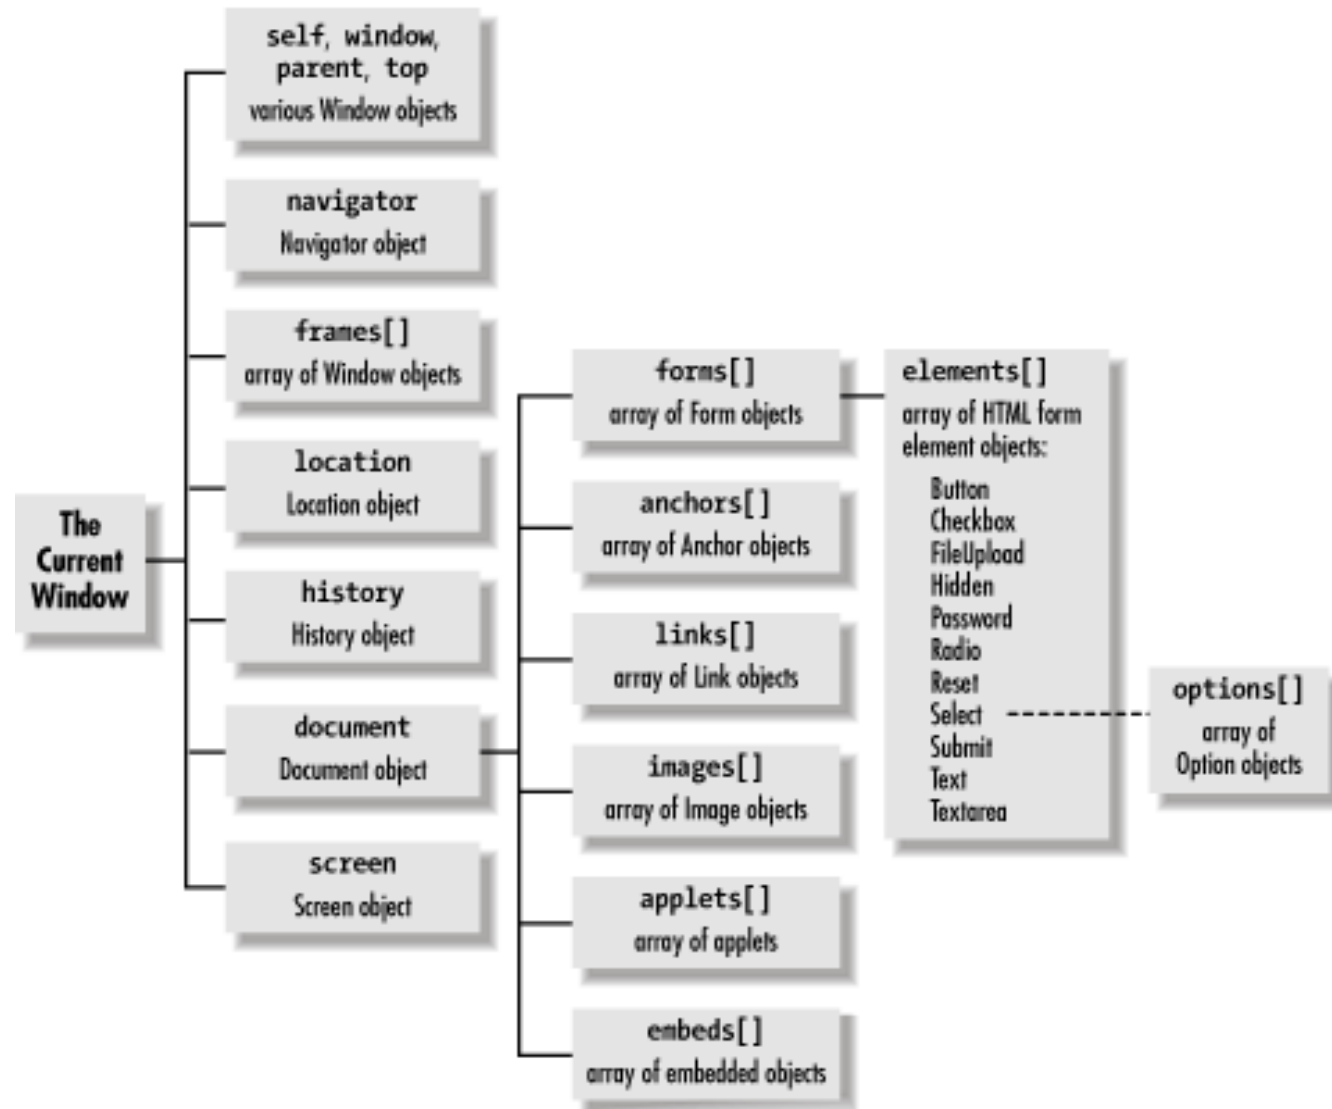 The
Current
Window
self, window,
parent, top
various Window objects
navigator
Navigator object
frames[]
array of Window objects
location
Location object
history
History object
document
Document object
screen
Screen object
forms[]
array of Form objects
anchors[]
array of Anchor objects
links[]
array of Link objects
images[]
array of Image objects
applets[]
array of applets
embeds[]
array of embedded objects
elements[]
array of HTML form
element objects:
Button
Checkbox
FileUpload
Hidden
Password
Radio
Reset
Select
Submit
Text
Textarea
options[]
array of
Option objects